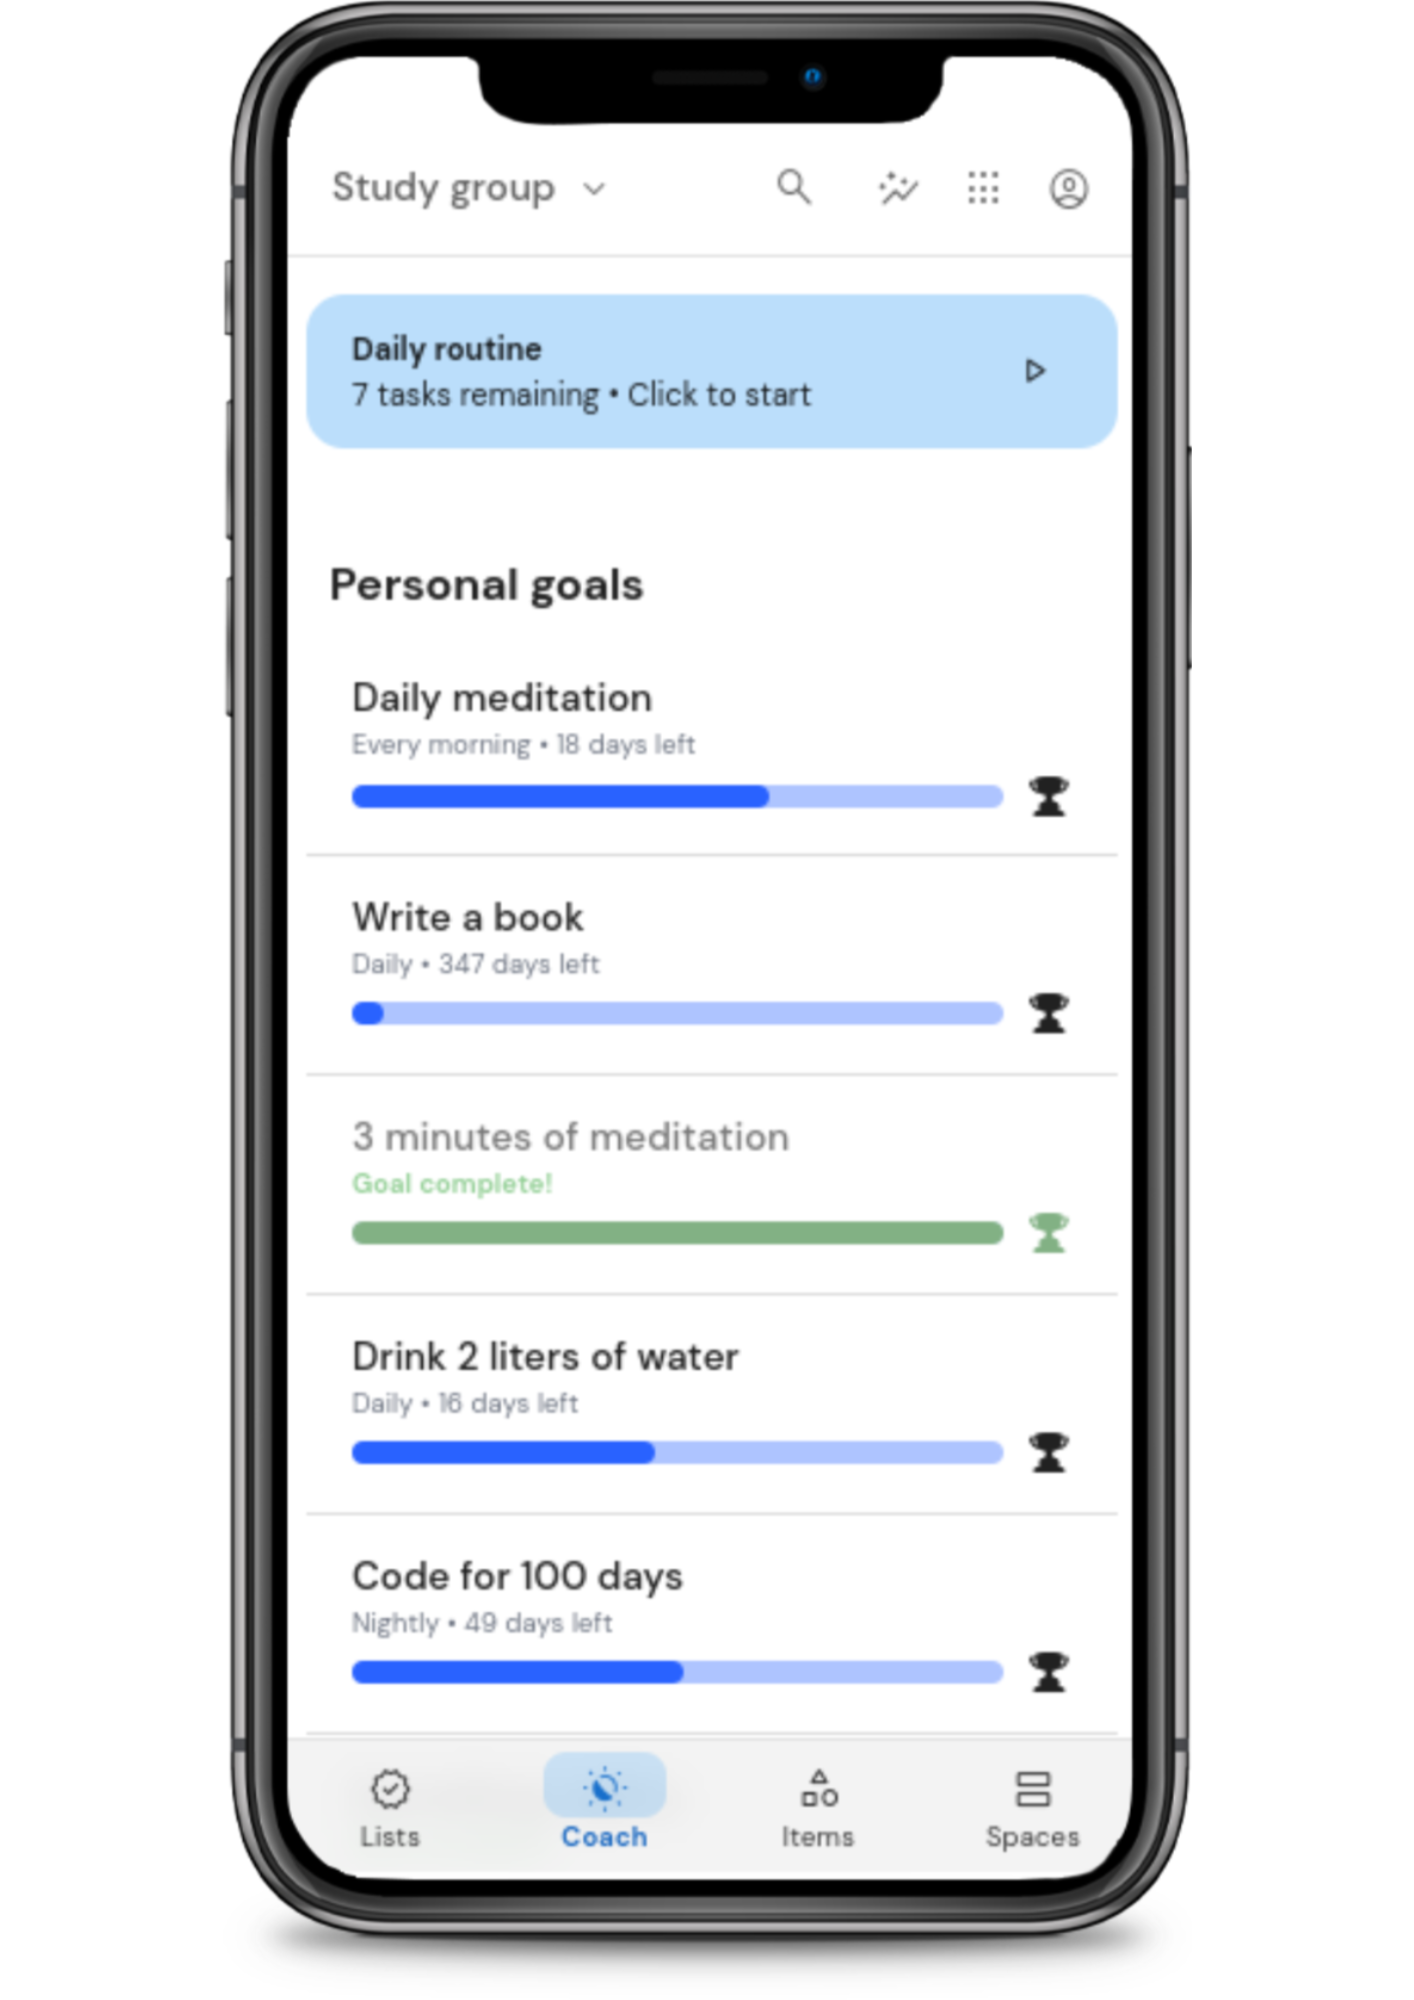 Study group
Daily routine
7 tasks remaining • Click to start
Personal goals
Daily meditation
Every morning • 18 days left
Write a book
Daily • 347 days left
3 minutes of meditation
Goal complete!
Drink 2 liters of water
Daily • 16 days left
Code for 100 days
Nightly • 49 days left
Lists
Coach
Items
Spaces